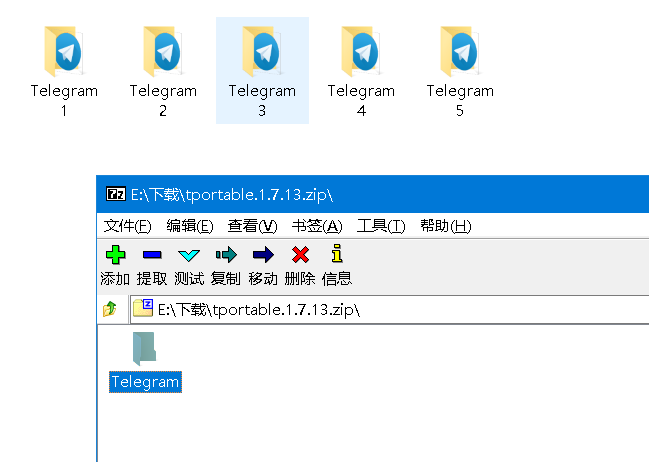 Telegram 1
Telegram 2
Telegram 3
Telegram 4
Telegram 5
7z E:\下载\tportable.1.7.13.zip\
文件(F) 编辑(E) 查看(V) 书签(A) 工具(T) 帮助(H)
添加 提取 测试 复制 移动 删除 信息
E:\下载\tportable.1.7.13.zip\
Telegram